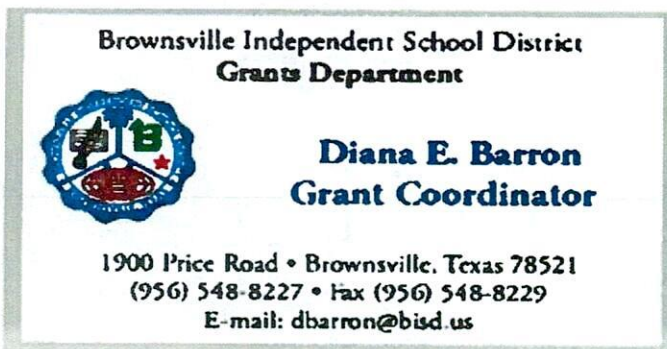 Brownsville Independent School District
Grants Department
B
Diana E. Barron
Grant Coordinator
1900 Price Road • Brownsville, Texas 78521
(956) 548-8227 • Fax (956) 548-8229
E-mail: dbarron@bisd.us